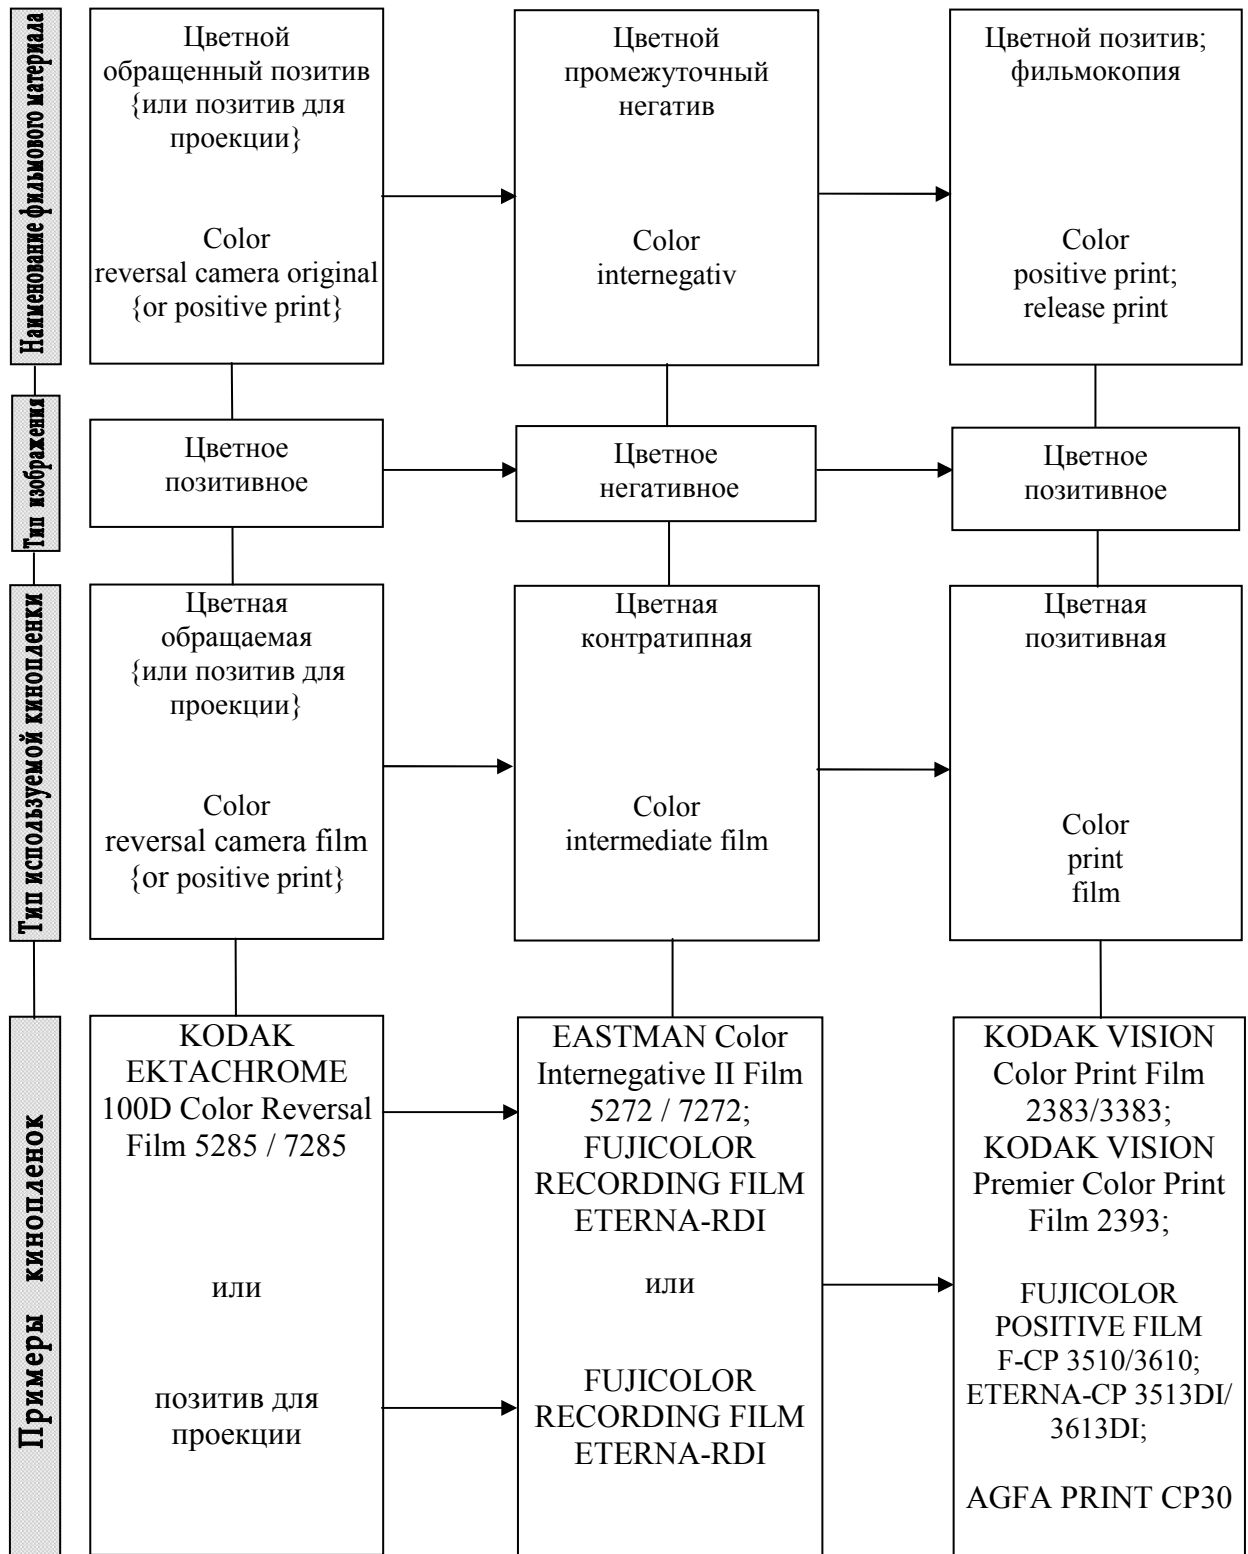 Наименование фильмового материала
Цветной
обращенный позитив
{или позитив для
проекции}
Color
reversal camera original
{or positive print}
Цветной
промежуточный
негатив
Color
internegativ
Цветной позитив;
фильмокопия
Color
positive print;
release print
Тип изображения
Цветное
позитивное
Цветное
негативное
Цветное
позитивное
Тип используемой кинопленки
Цветная
обращаемая
{или позитив для
проекции}
Color
reversal camera film
{or positive print}
Цветная
контратипная
Color
intermediate film
Цветная
позитивная
Color
print
film
Примеры кинопленок
KODAK
EKTACHROME
100D Color Reversal
Film 5285 / 7285
или
позитив для
проекции
EASTMAN Color
Internegative II Film
5272 / 7272;
FUJICOLOR
RECORDING FILM
ETERNA-RDI
или
FUJICOLOR
RECORDING FILM
ETERNA-RDI
KODAK VISION
Color Print Film
2383/3383;
KODAK VISION
Premier Color Print
Film 2393;
FUJICOLOR
POSITIVE FILM
F-CP 3510/3610;
ETERNA-CP 3513DI/
3613DI;
AGFA PRINT CP30